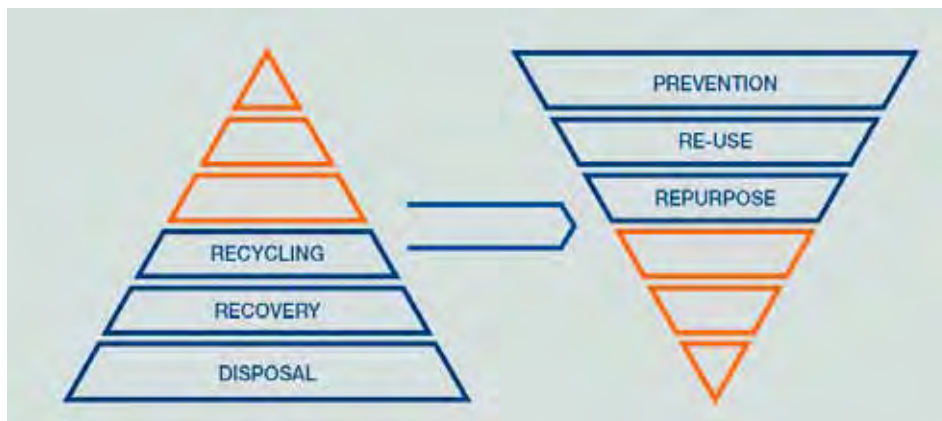 RECYCLING
RECOVERY
DISPOSAL
PREVENTION
RE-USE
REPURPOSE